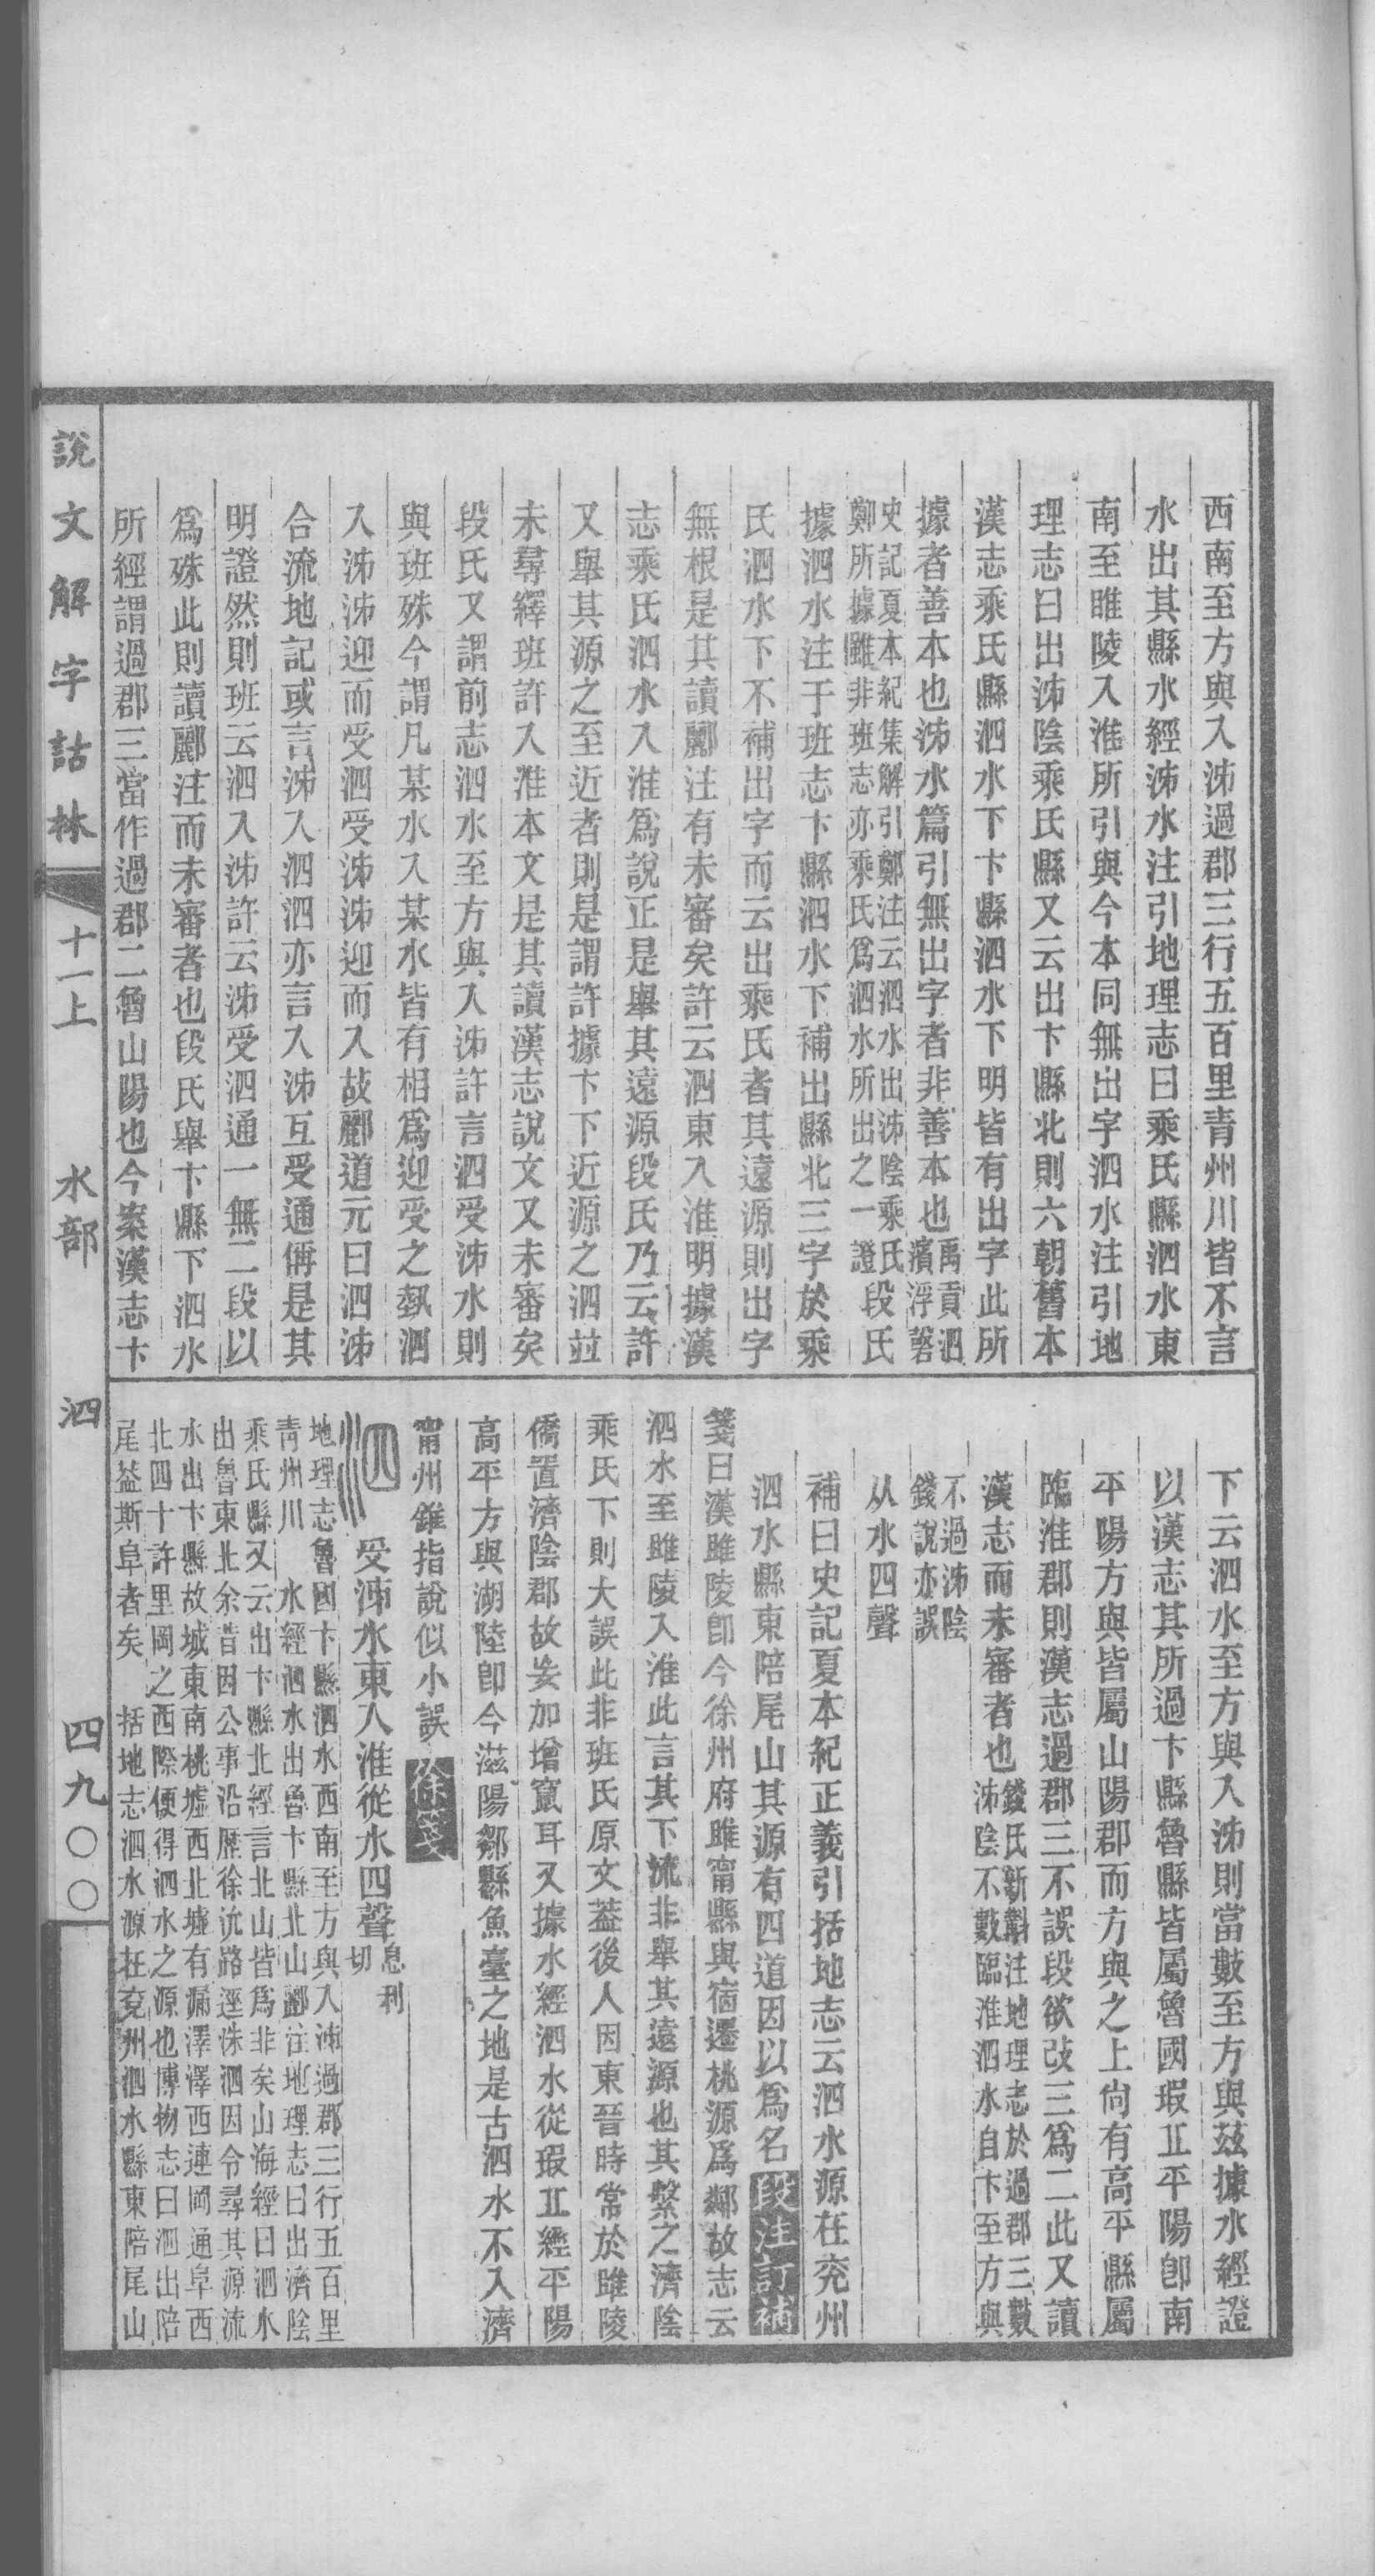 西南至方與入泲過郡三行五百里青州川皆不言
水出其縣水經泲水注引地理志曰乘氏縣泗水東
南至睢陵入淮所引與今本同無出字泗水注引地
理志曰出泲陰乘氏縣又云出卞縣北則六朝舊本
漢志乘氏縣泗水下卞縣泗水下明皆有出字此所
據者善本也泲水篇引無出字者非善本也禹貢泗
濱浮磬
史記夏本紀集解引鄭注云泗水出泲陰乘氏
鄭所據雖非班志亦乘氏爲泗水所出之一證段氏
據泗水注于班志卞縣泗水下補出縣北三字於乘
氏泗水下不補出字而云出乘氏者其遠源則出字
無根是其讀酈注有未審矣許云泗東入淮明據漢
志乘氏泗水入淮爲說正是舉其遠源段氏乃云許
又舉其源之至近者則是謂許據卞下近源之泗竝
未尋繹班許入淮本文是其讀漢志說文又未審矣
段氏又謂前志泗水至方與入泲許言泗受泲水則
與班殊今謂凡某水入某水皆有相爲迎受之埶泗
入泲泲迎而受泗受泲泲迎而入故酈道元曰泗泲
合流地記或言泲入泗泗亦言入泲互受通偁是其
明證然則班云泗入泲許云泲受泗通一無二段以
爲殊此則讀酈注而未審者也段氏舉卞縣下泗水
所經謂過郡三當作過郡二魯山陽也今案漢志卞
下云泗水至方與入泲則當數至方與茲據水經證
以漢志其所過卞縣魯縣皆屬魯國瑕丘平陽卽南
平陽方與皆屬山陽郡而方與之上尙有高平縣屬
臨淮郡則漢志過郡三不誤段欲改三爲二此又讀
漢志而未審者也錢氏新斠注地理志於過郡三數
泲陰不數臨淮泗水自卞至方與
不過泲陰
錢說亦誤
从水四聲
補曰史記夏本紀正義引括地志云泗水源在兖州
泗水縣東陪尾山其源有四道因以爲名段注訂補
箋曰漢睢陵卽今徐州府睢甯縣與宿遷桃源爲鄰故志云
泗水至睢陵入淮此言其下流非舉其遠源也其繫之濟陰
乘氏下則大誤此非班氏原文葢後人因東晉時常於睢陵
僑置濟陰郡故妄加增竄耳又據水經泗水從瑕丘經平陽
高平方與湖陸卽今滋陽鄒縣魚臺之地是古泗水不入濟
甯州錐指說似小誤徐箋
受泲水東入淮從水四聲息利
切
地理志魯國卞縣泗水西南至方與入泲過郡三行五百里
靑州川 水經泗水出魯卞縣北山酈注地理志曰出濟陰
乘氏縣又云出卞縣北經言北山皆爲非矣山海經曰泗水
出魯東北余昔因公事沿歷徐沇路逕洙泗因令尋其源流
水出卞縣故城東南桃墟西北墟有漏澤澤西連岡通阜西
北四十許里岡之西際便得泗水之源也博物志曰泗出陪
尾葢斯阜者矣 括地志泗水源在兗州泗水縣東陪尾山
說文解字詁林 十一上 水部 泗 四九〇〇